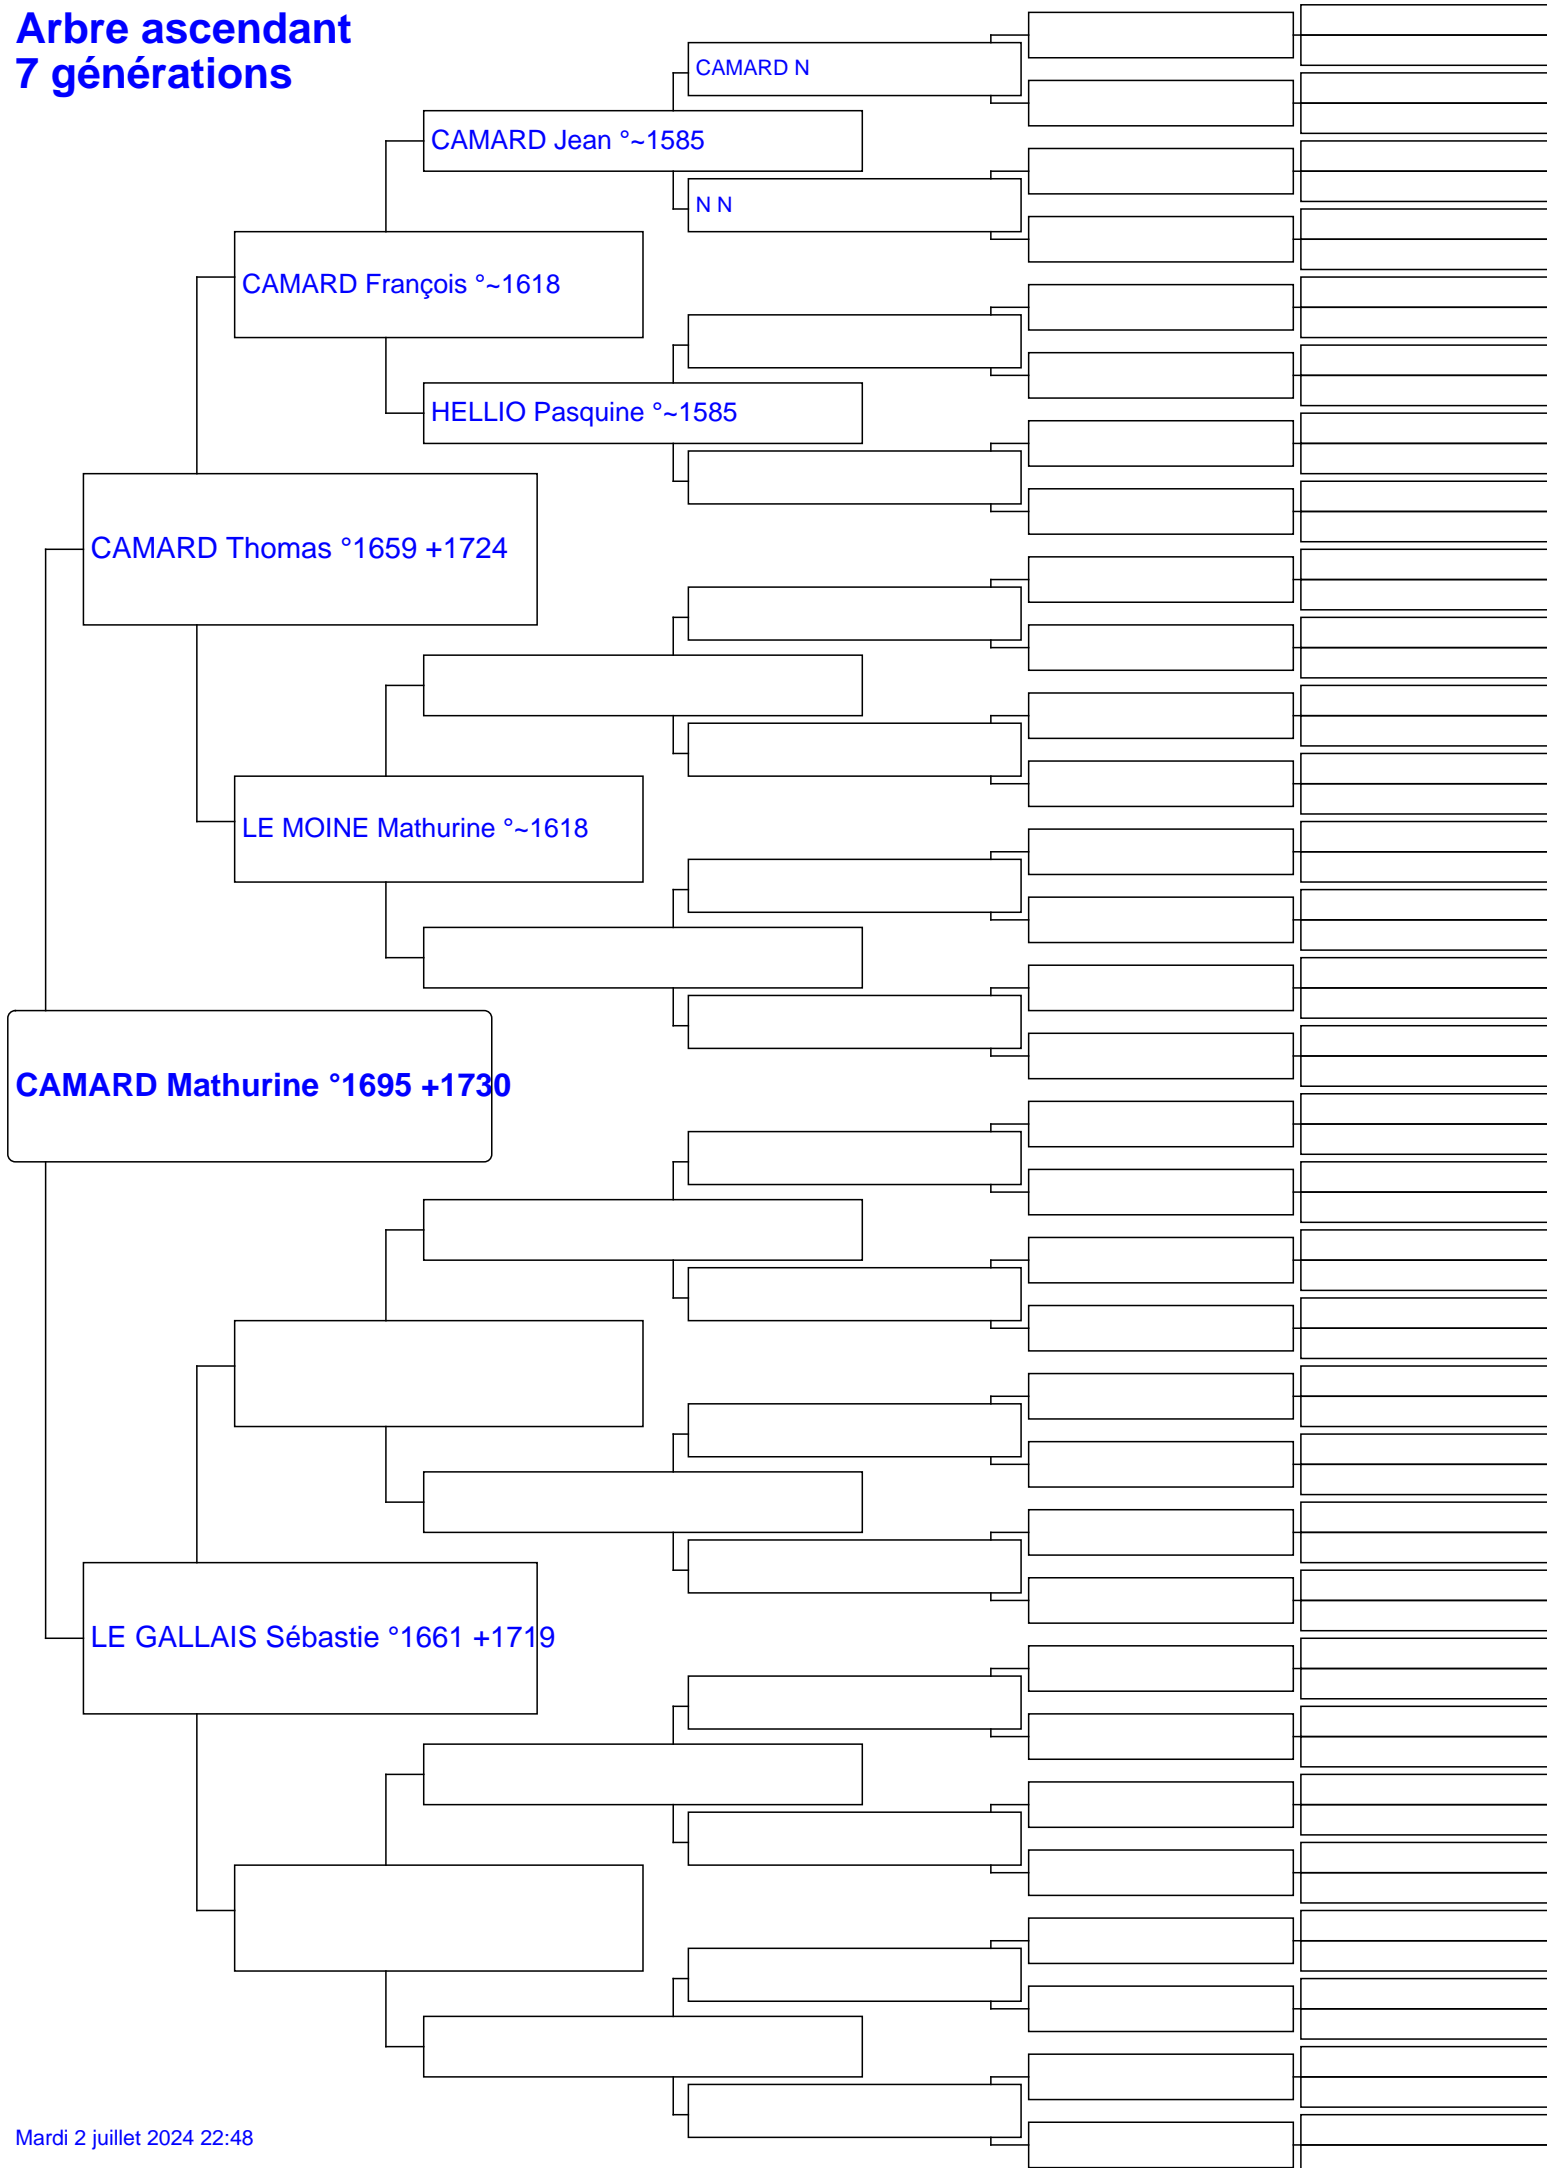 Arbre ascendant
7 générations
CAMARD N
CAMARD Jean °~1585
N N
CAMARD François °~1618
HELLIO Pasquine °~1585
CAMARD Thomas °1659 +1724
LE MOINE Mathurine °~1618
CAMARD Mathurine °1695 +1730
LE GALLAIS Sébastie °1661 +1719
Mardi 2 juillet 2024 22:48